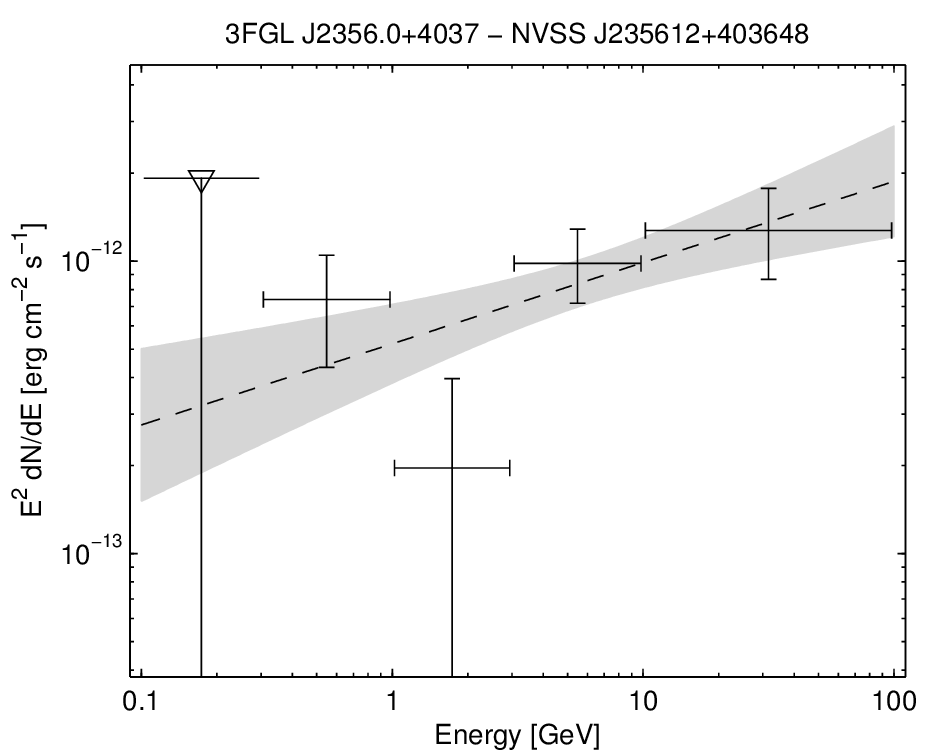 3FGL J2356.0+4037 − NVSS J235612+403648
E² dN/dE [erg cm⁻² s⁻¹]
10⁻¹²
10⁻¹³
0.1 1 10 100
Energy [GeV]